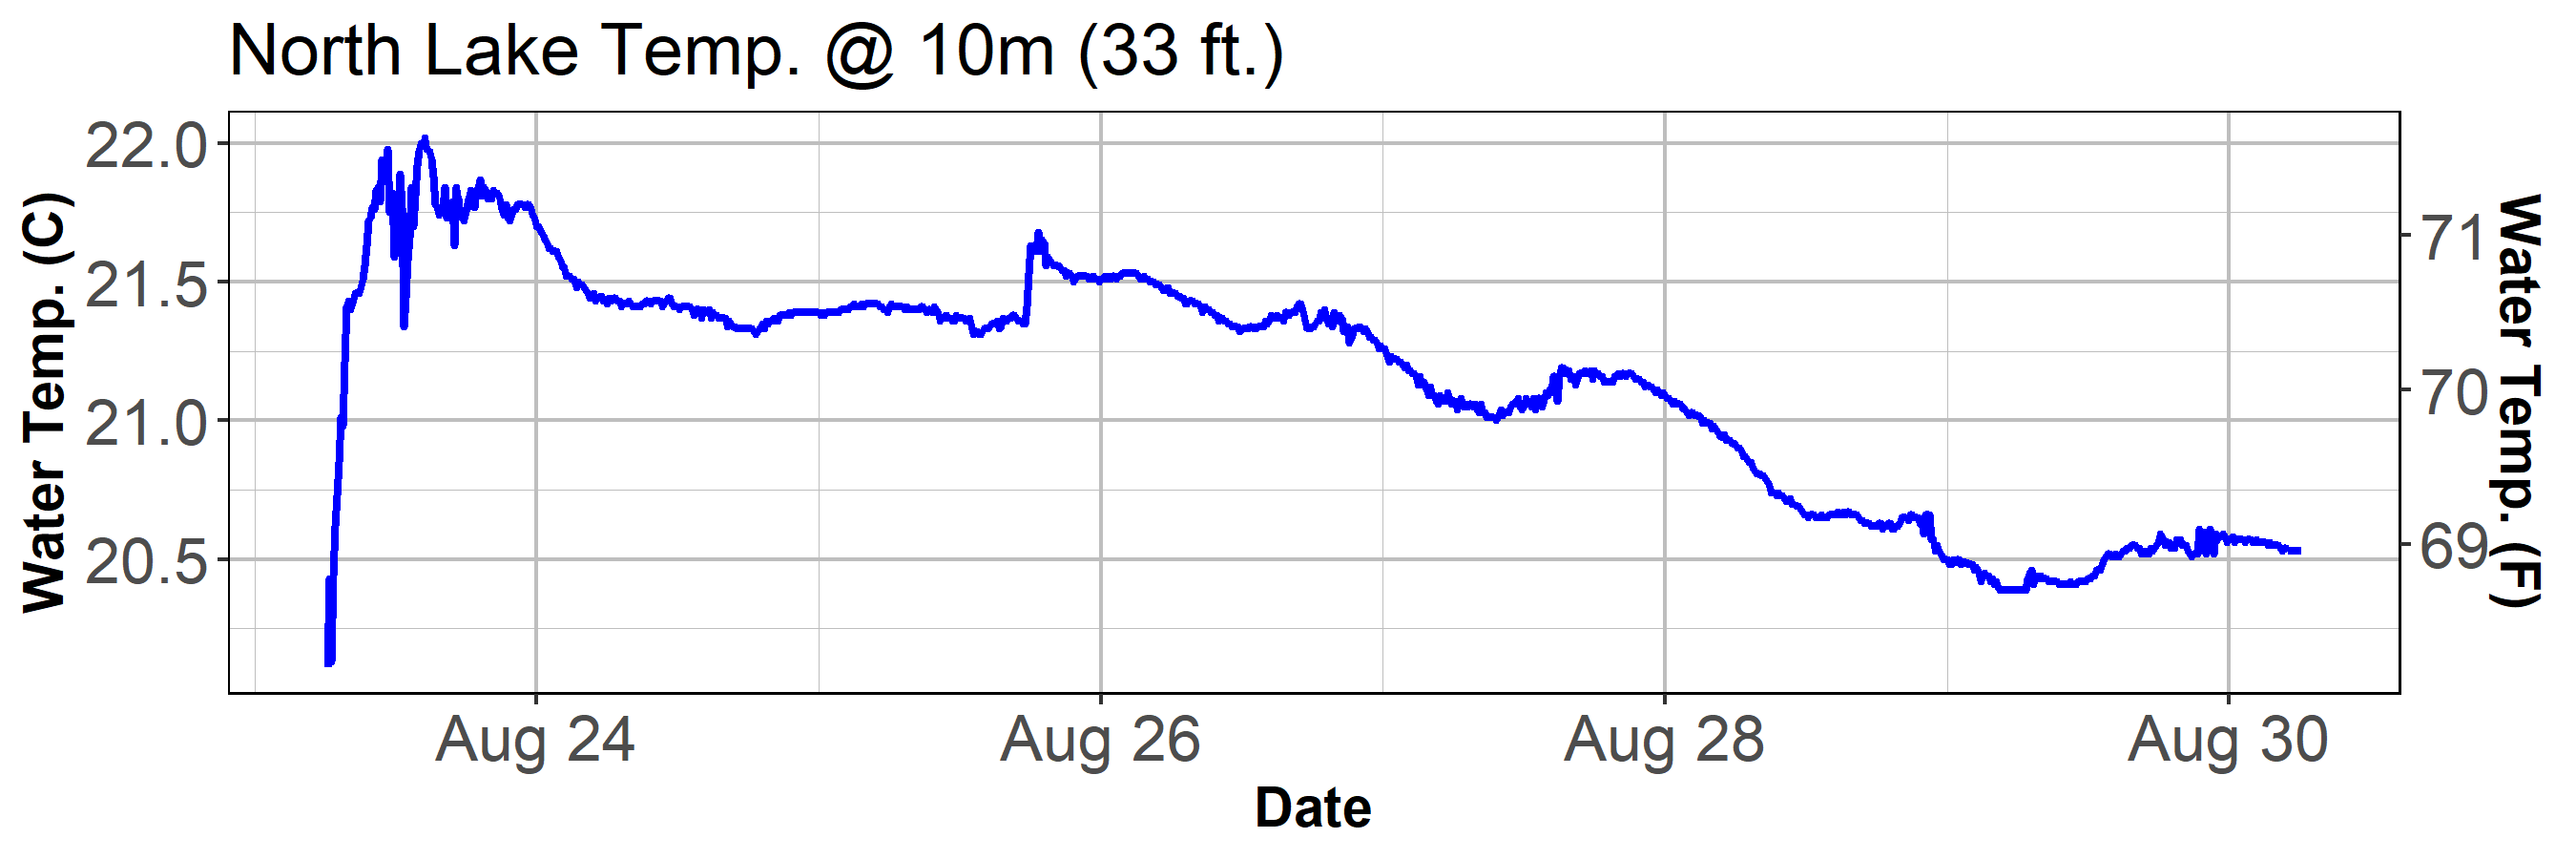 North Lake Temp. @ 10m (33 ft.)
Water Temp. (C)
22.0
21.5
21.0
20.5
71
70
69
Water Temp. (F)
Aug 24 Aug 26 Aug 28 Aug 30
Date